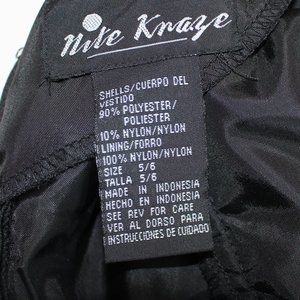 Nite Kraze
SHELLS/CUERPO DEL
VESTIDO
90% POLYESTER/
POLIESTER
10% NYLON/NYLON
LINING/FORRO
100% NYLON/NYLON
SIZE 5/6
TALLA 5/6
MADE IN INDONESIA
HECHO EN INDONESIA
SEE REV FOR CARE
VER AL DORSO PARA
INSTRUCCIONES DE CUIDADO